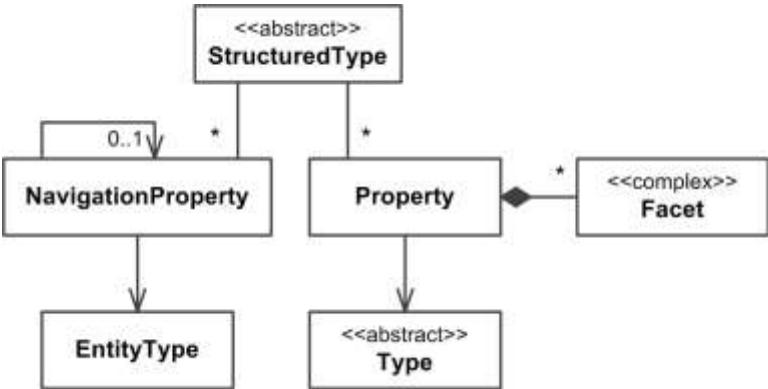 <<abstract>>
StructuredType
0..1
*
*
NavigationProperty
Property
*
<<complex>>
Facet
EntityType
<<abstract>>
Type